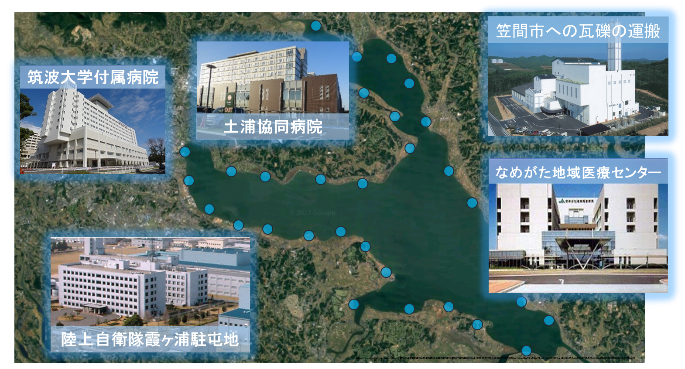 笠間市への瓦礫の運搬
筑波大学付属病院
土浦協同病院
なめがた地域医療センター
陸上自衛隊霞ヶ浦駐屯地